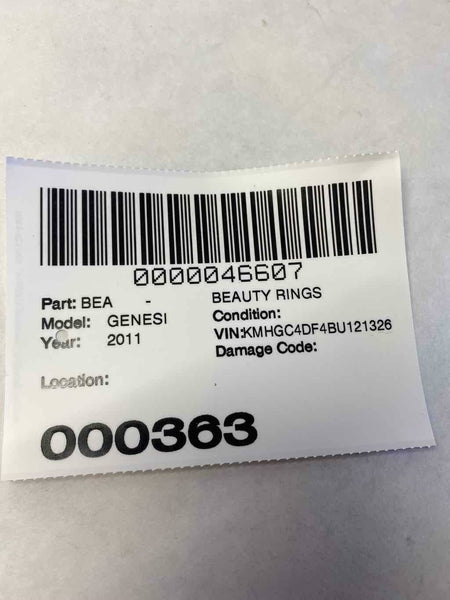 0000046607
Part: BEA - BEAUTY RINGS
Model: GENESI Condition:
Year: 2011 VIN:KMHGC4DF4BU121326
Damage Code:
Location:
000363